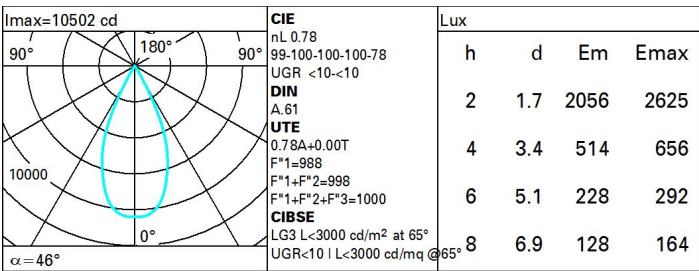 Imax=10502 cd
90°
180°
90°
10000
0°
α=46°
CIE
nL 0.78
99-100-100-100-78
UGR <10-<10
DIN
A.61
UTE
0.78A+0.00T
F"1=988
F"1+F"2=998
F"1+F"2+F"3=1000
CIBSE
LG3 L<3000 cd/m² at 65°
UGR<10 | L<3000 cd/mq @65°
Lux
h d Em Emax
2 1.7 2056 2625
4 3.4 514 656
6 5.1 228 292
8 6.9 128 164